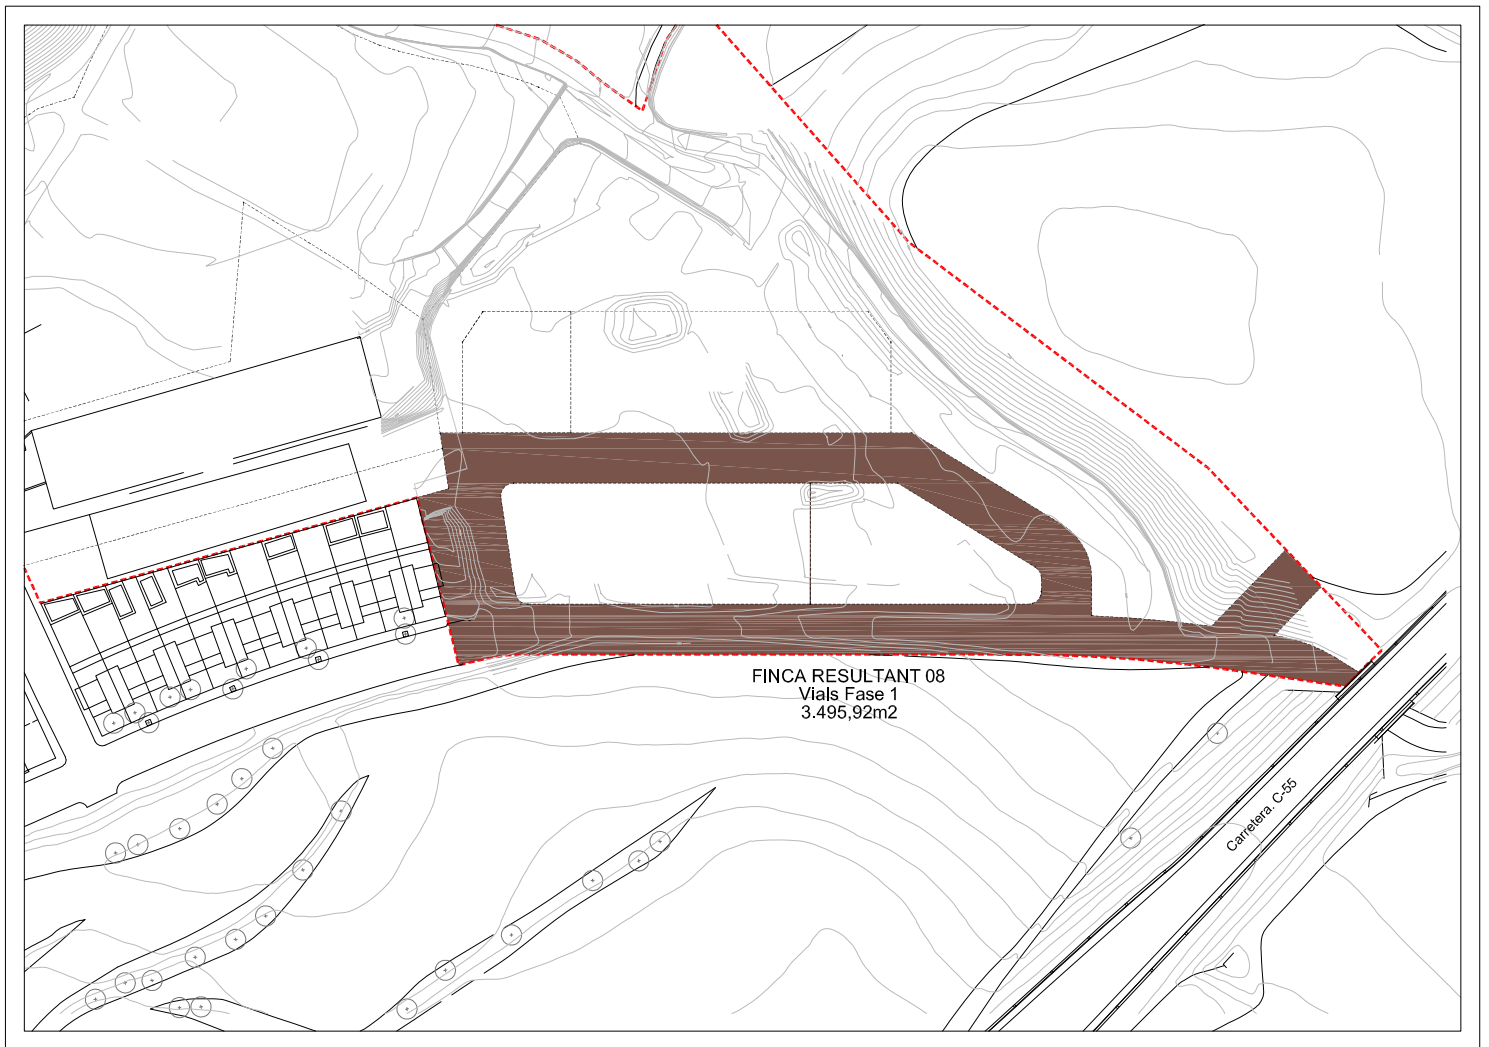 FINCA RESULTANT 08
Vials Fase 1
3.495,92m2
Carretera. C-55